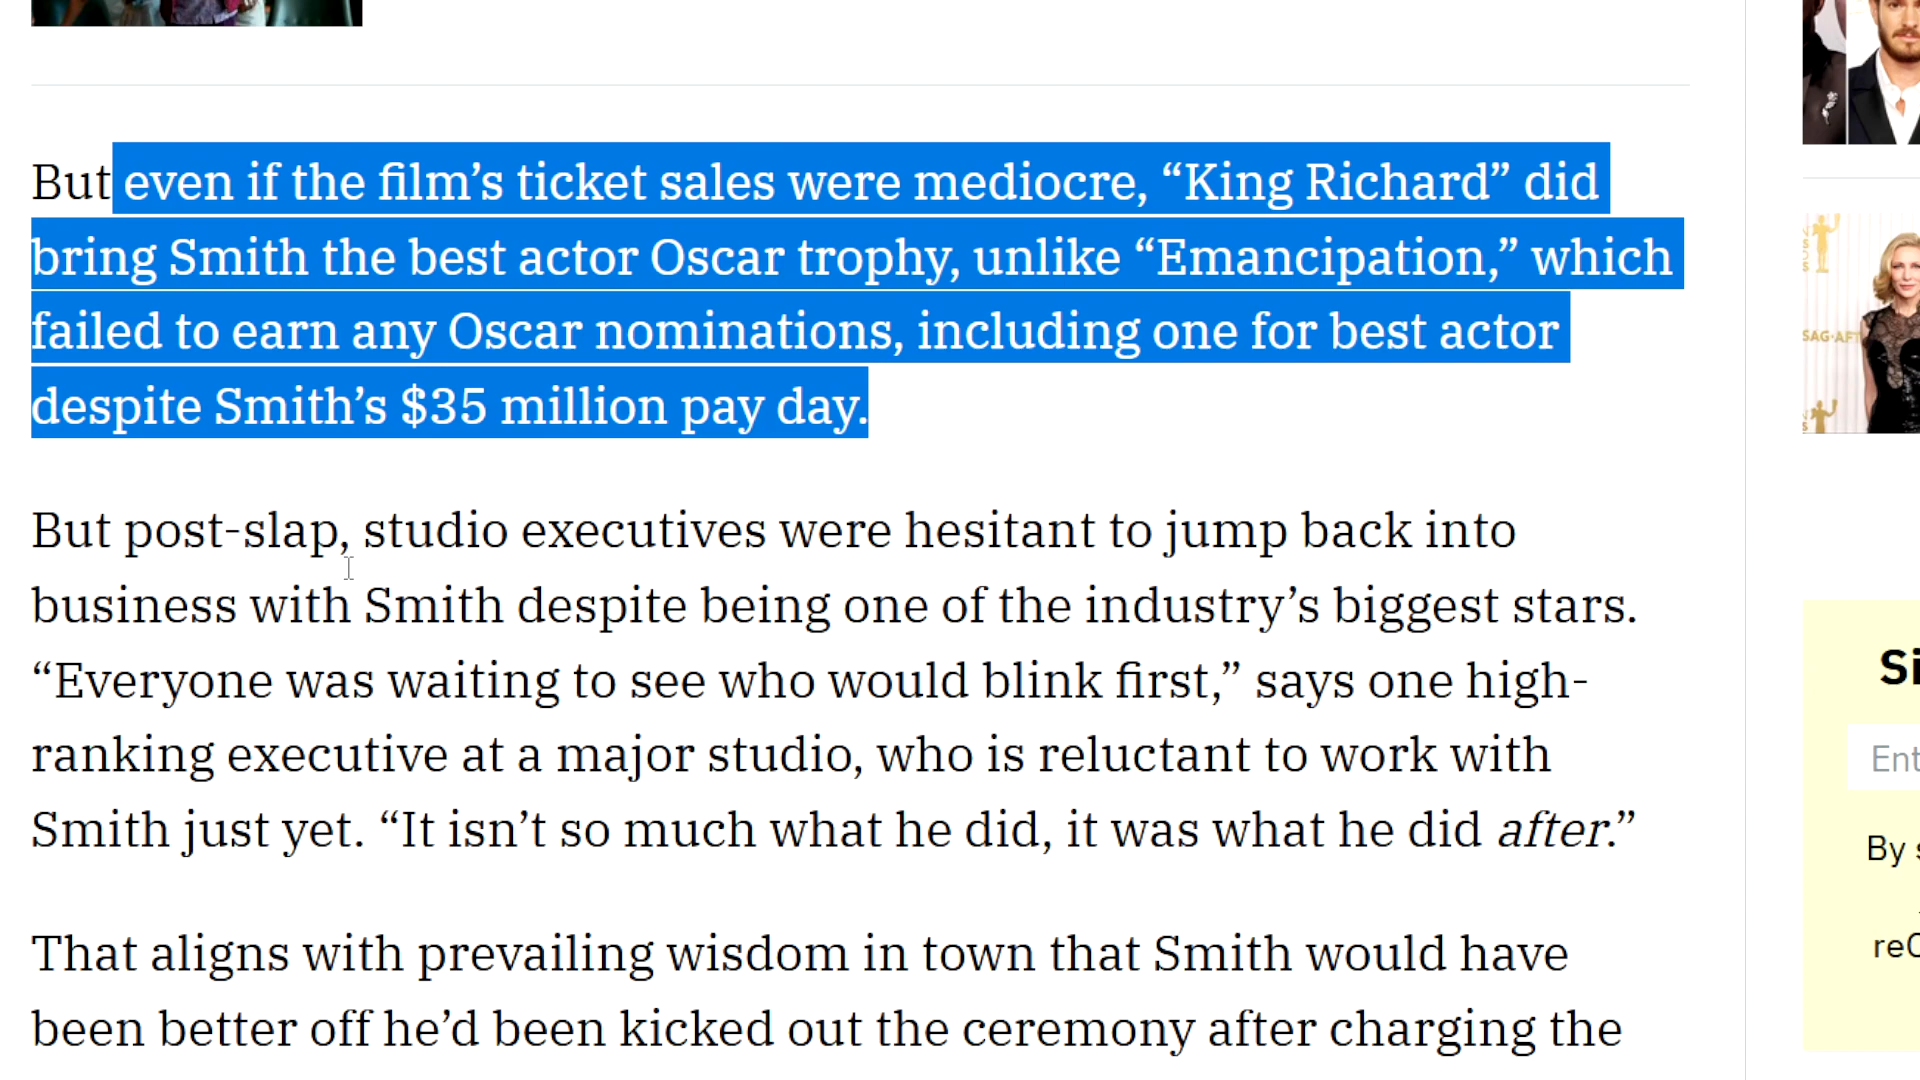 But even if the film’s ticket sales were mediocre, “King Richard” did
bring Smith the best actor Oscar trophy, unlike “Emancipation,” which
failed to earn any Oscar nominations, including one for best actor
despite Smith’s $35 million pay day.
But post-slap, studio executives were hesitant to jump back into
business with Smith despite being one of the industry’s biggest stars.
“Everyone was waiting to see who would blink first,” says one high-
ranking executive at a major studio, who is reluctant to work with
Smith just yet. “It isn’t so much what he did, it was what he did after.”
That aligns with prevailing wisdom in town that Smith would have
been better off he’d been kicked out the ceremony after charging the
SAG-AFT
Si
Ent
By s
reC